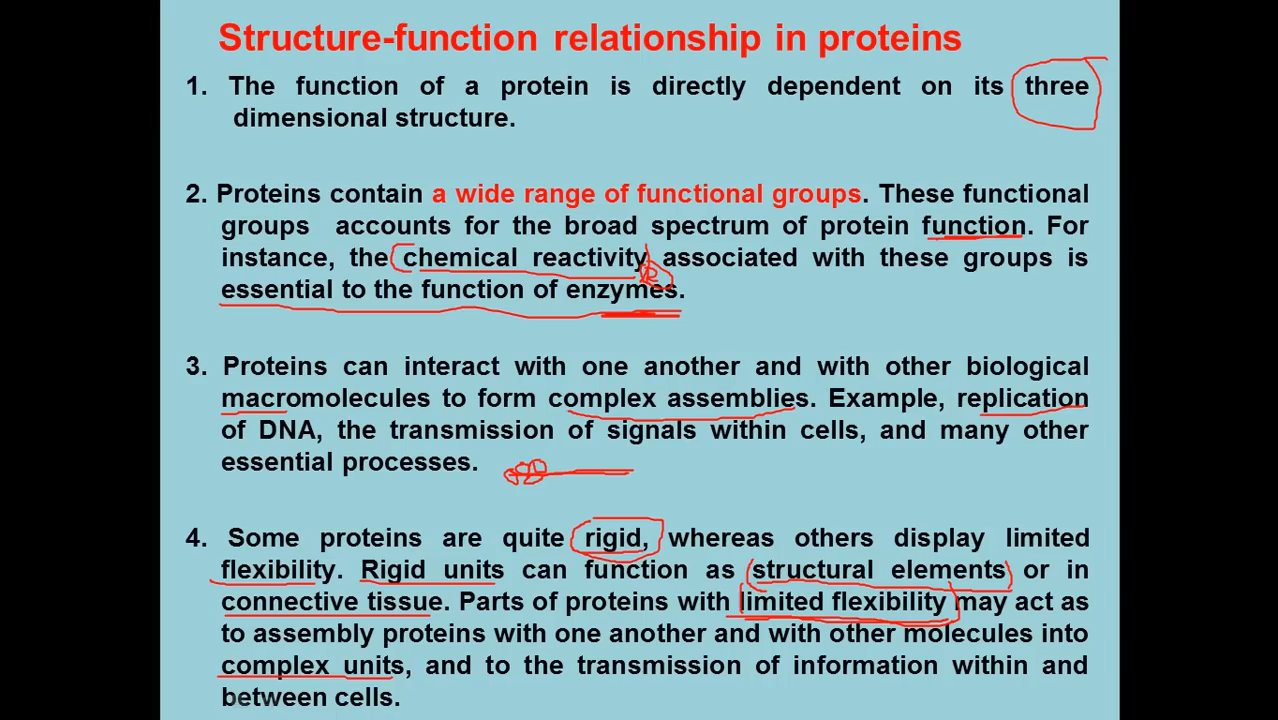 Structure-function relationship in proteins
1. The function of a protein is directly dependent on its three
dimensional structure.
2. Proteins contain a wide range of functional groups. These functional
groups accounts for the broad spectrum of protein function. For
instance, the chemical reactivity associated with these groups is
essential to the function of enzymes.
3. Proteins can interact with one another and with other biological
macromolecules to form complex assemblies. Example, replication
of DNA, the transmission of signals within cells, and many other
essential processes.
4. Some proteins are quite rigid, whereas others display limited
flexibility. Rigid units can function as structural elements or in
connective tissue. Parts of proteins with limited flexibility may act as
to assembly proteins with one another and with other molecules into
complex units, and to the transmission of information within and
between cells.